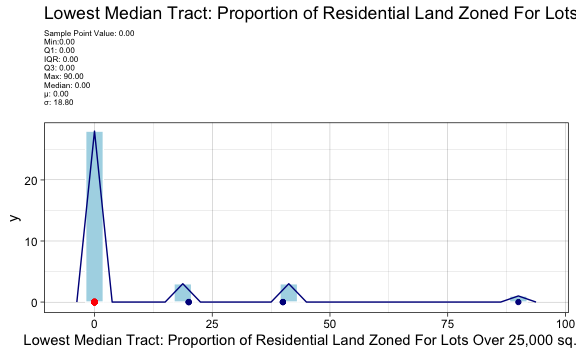 Lowest Median Tract: Proportion of Residential Land Zoned For Lots
Sample Point Value: 0.00
Min:0.00
Q1: 0.00
IQR: 0.00
Q3: 0.00
Max: 90.00
Median: 0.00
μ: 0.00
σ: 18.80
20
10
0
y
0 25 50 75 100
Lowest Median Tract: Proportion of Residential Land Zoned For Lots Over 25,000 sq.